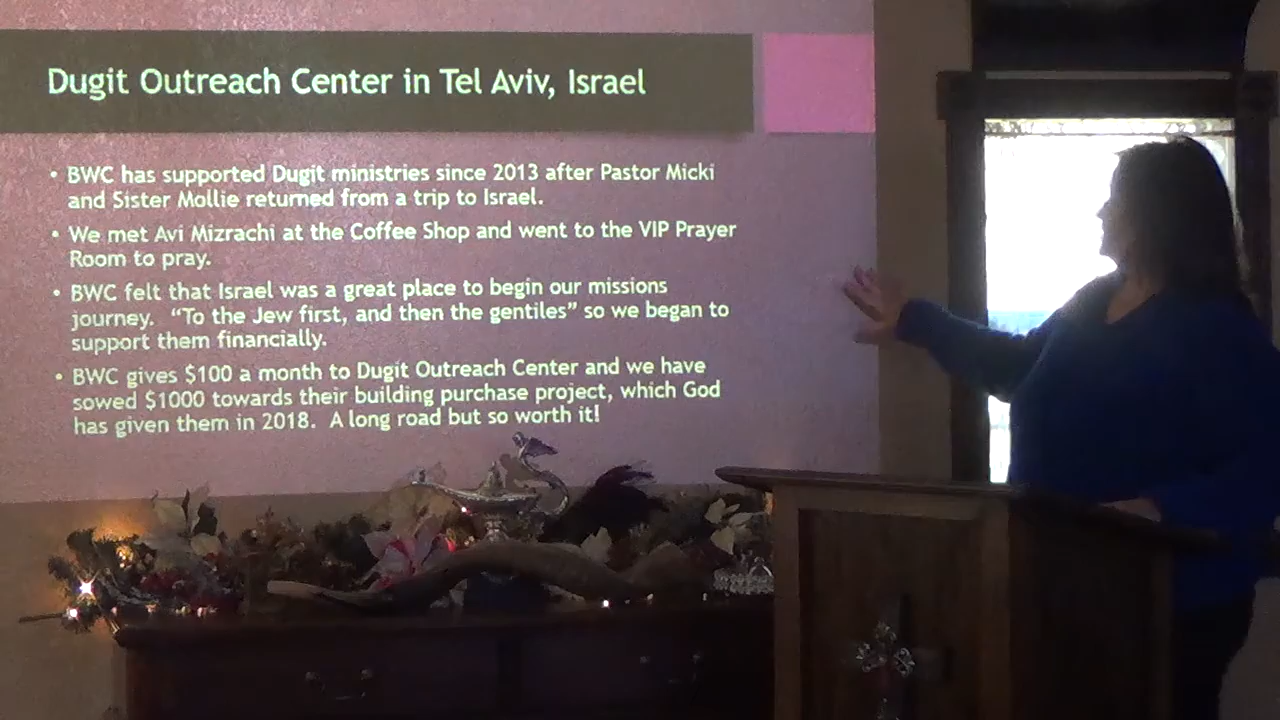 Dugit Outreach Center in Tel Aviv, Israel
• BWC has supported Dugit ministries since 2013 after Pastor Micki
and Sister Mollie returned from a trip to Israel.
• We met Avi Mizrachi at the Coffee Shop and went to the VIP Prayer
Room to pray.
• BWC felt that Israel was a great place to begin our missions
journey. “To the Jew first, and then the gentiles” so we began to
support them financially.
• BWC gives $100 a month to Dugit Outreach Center and we have
sowed $1000 towards their building purchase project, which God
has given them in 2018. A long road but so worth it!